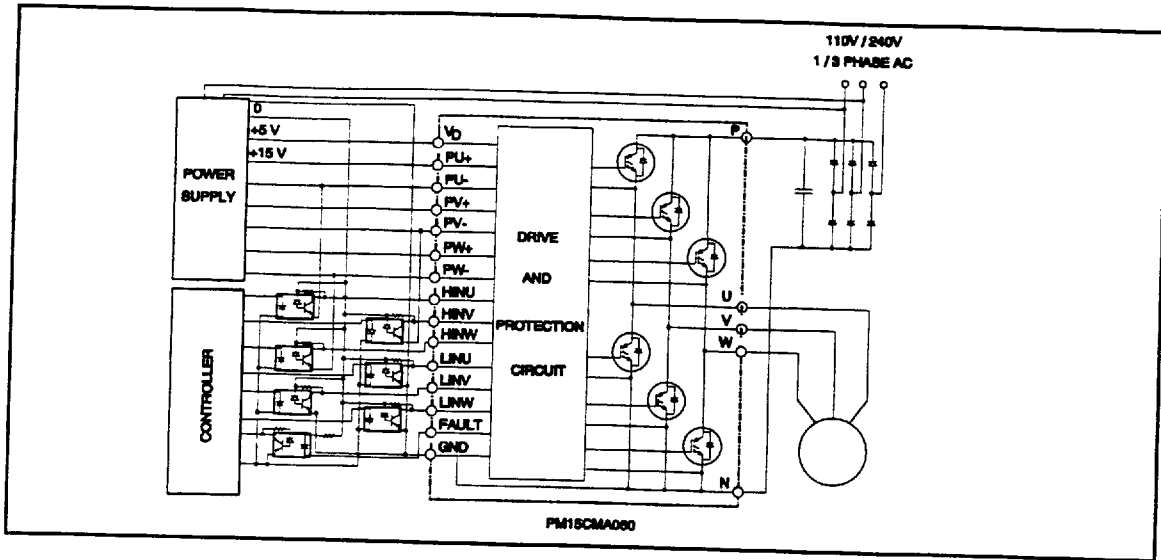 110V / 240V
1 / 3 PHASE AC
0
+5 V
+15 V
POWER
SUPPLY
CONTROLLER
VD
PU+
PU-
PV+
PV-
PW+
PW-
HINU
HINV
HINW
LINU
LINV
LINW
FAULT
GND
DRIVE
AND
PROTECTION
CIRCUIT
P
U
V
W
N
PM15CMA060